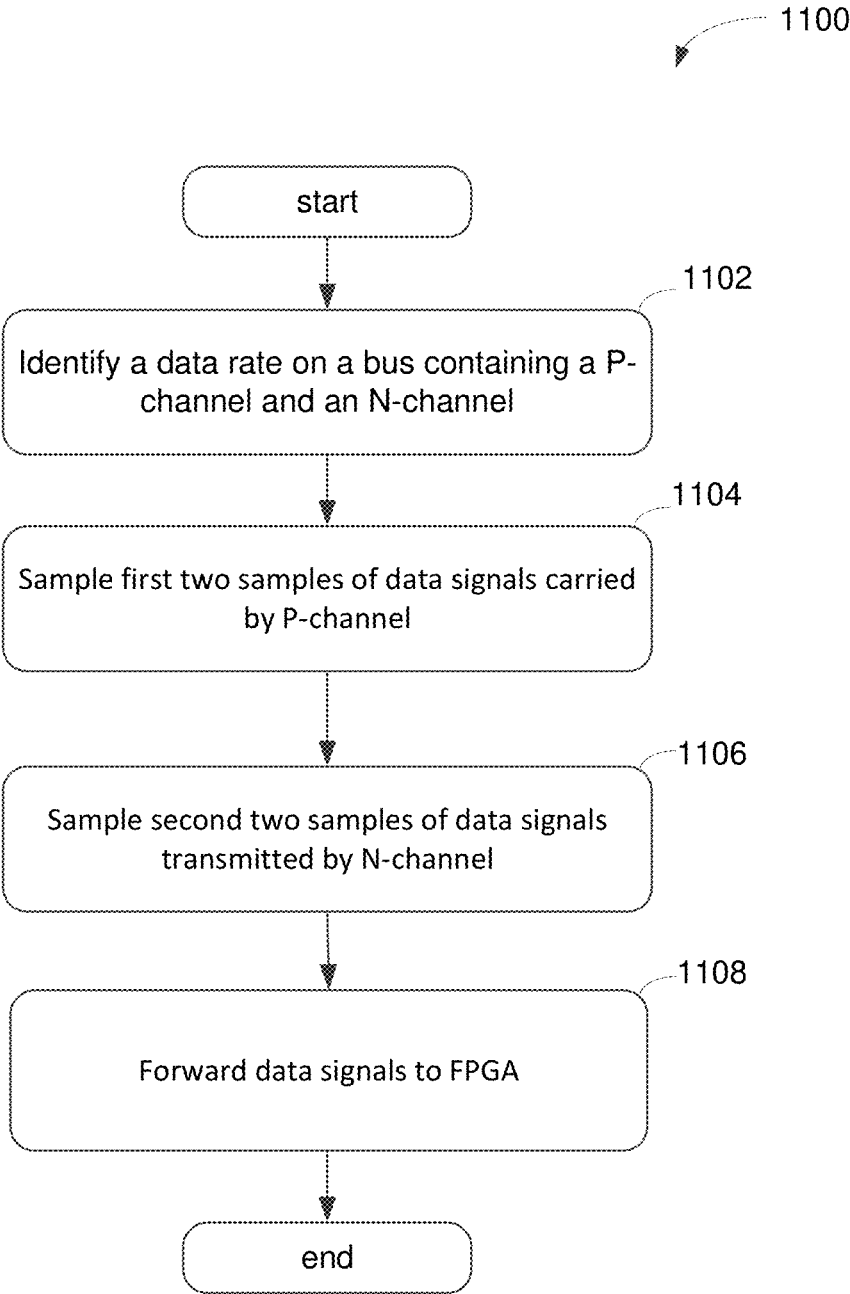 1100
start
1102
Identify a data rate on a bus containing a P-
channel and an N-channel
1104
Sample first two samples of data signals carried
by P-channel
1106
Sample second two samples of data signals
transmitted by N-channel
1108
Forward data signals to FPGA
end